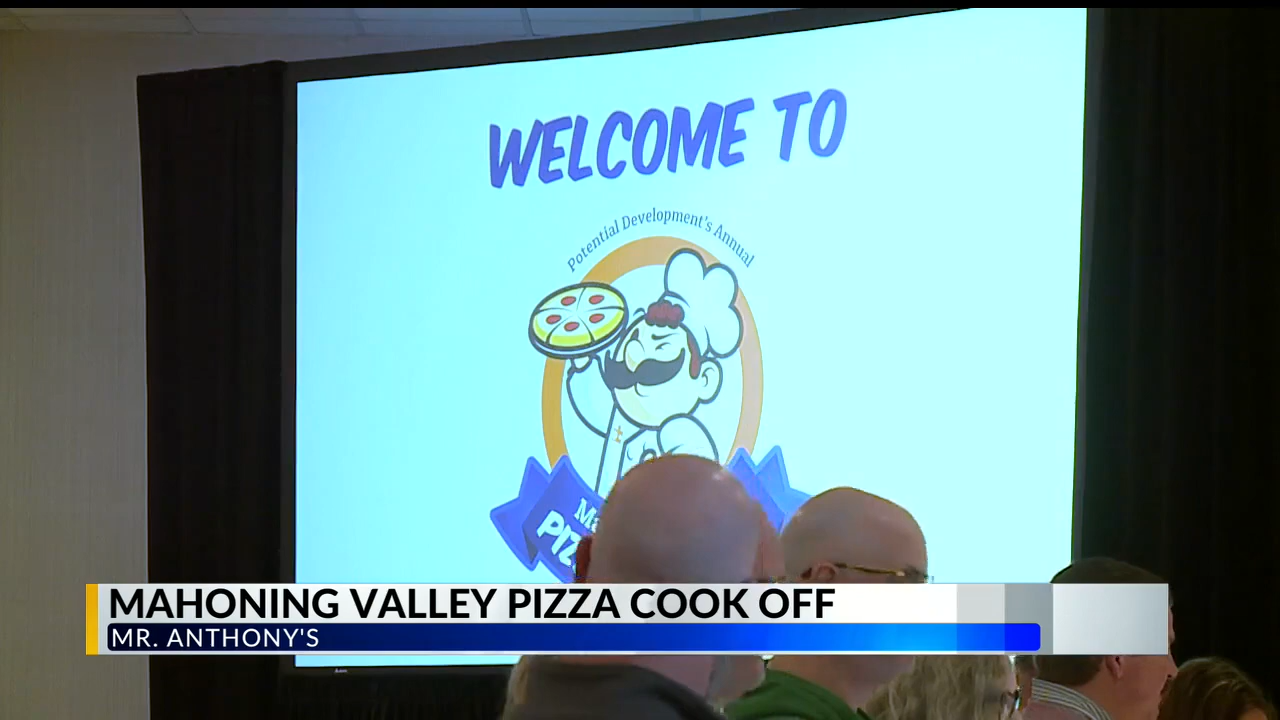 WELCOME TO
Potential Development's Annual
MAHONING VALLEY PIZZA COOK OFF
MR. ANTHONY'S